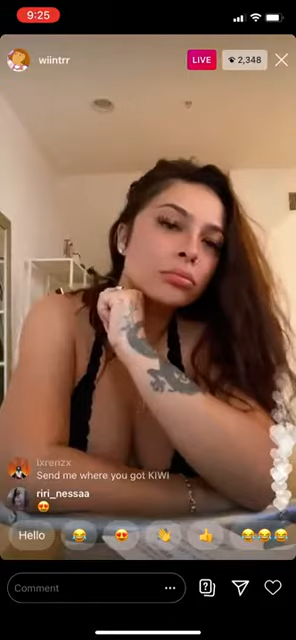 9:25
wiintrr
LIVE
2,348
lxrenzx
Send me where you got KIWI
riri_nessaa
😍
Hello 😂 😍 👏 👍 😂😂😂
Comment